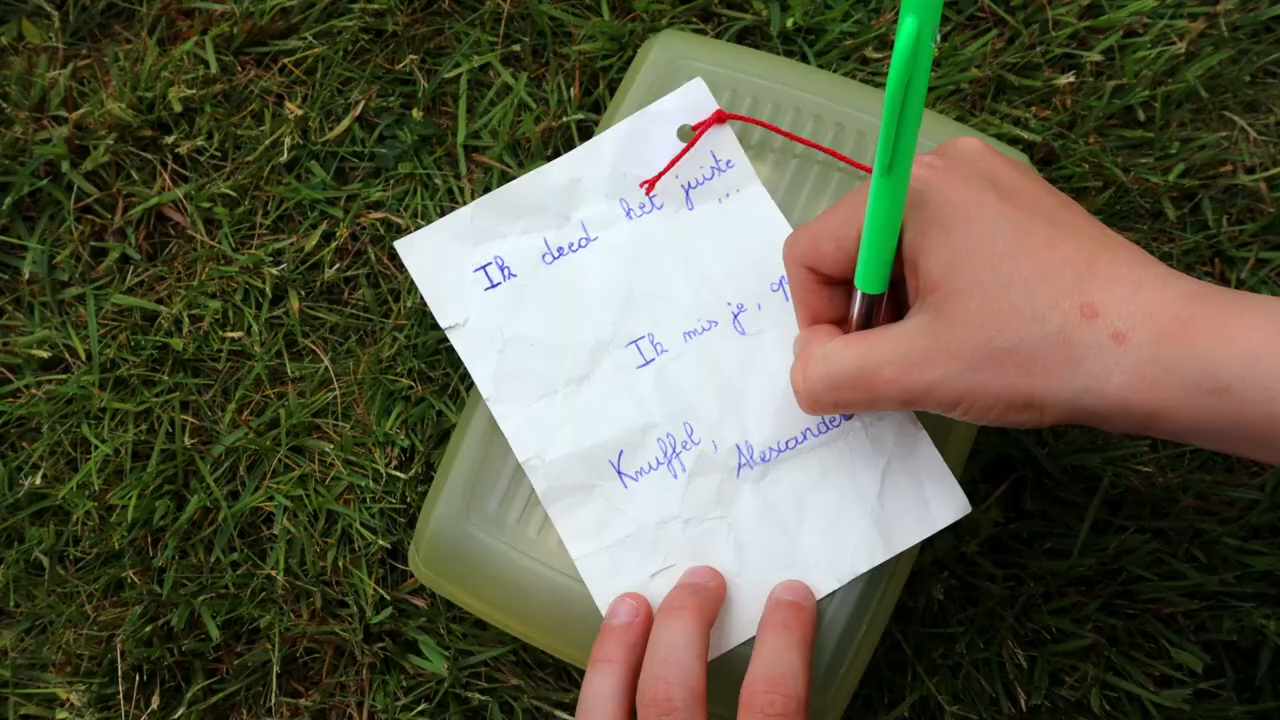 Ik deed het juiste ...
Ik mis je,
Knuffel, Alexander